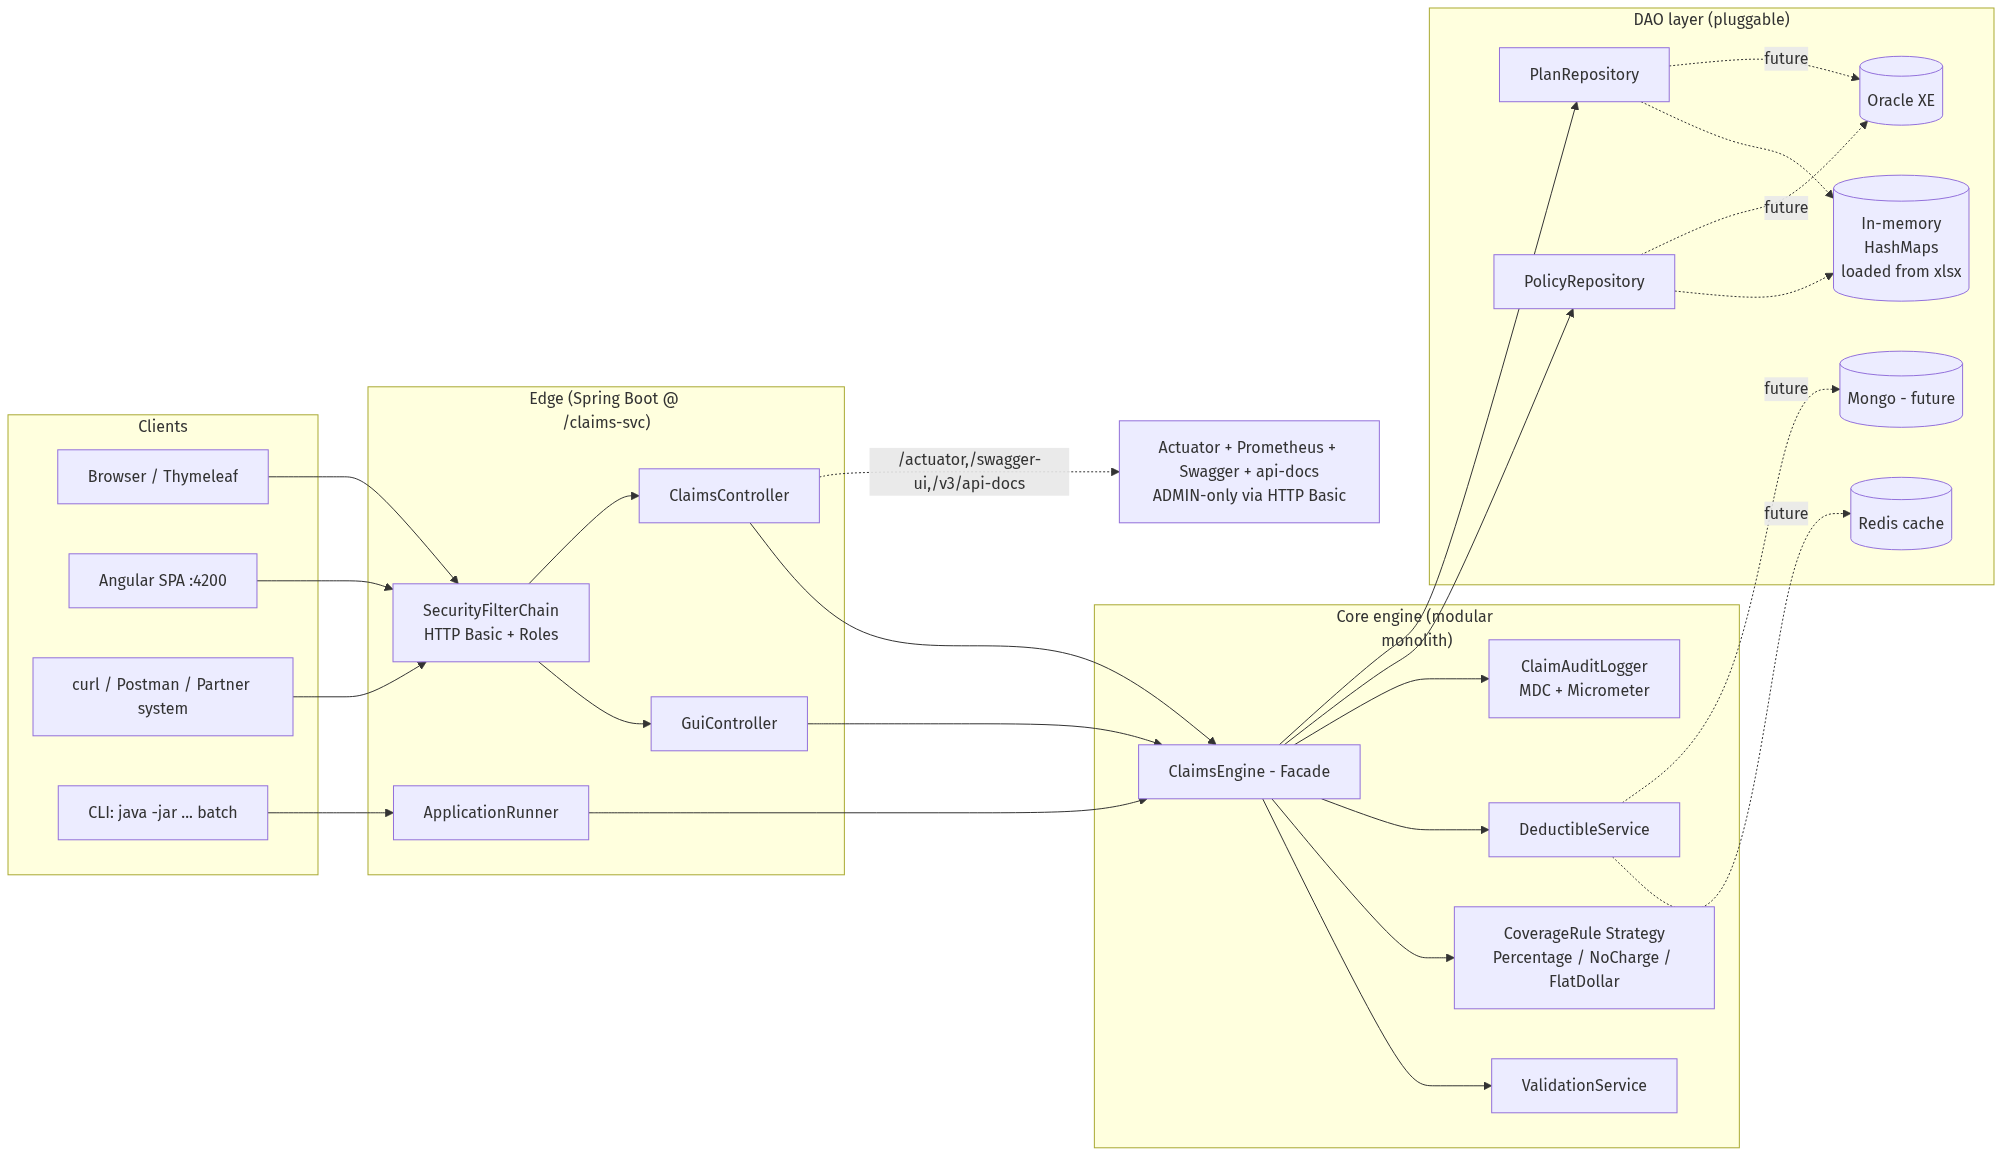 Clients
Browser / Thymeleaf
Angular SPA :4200
curl / Postman / Partner
system
CLI: java -jar ... batch
Edge (Spring Boot @
/claims-svc)
ClaimsController
SecurityFilterChain
HTTP Basic + Roles
GuiController
ApplicationRunner
/actuator,/swagger-
ui,/v3/api-docs
Actuator + Prometheus +
Swagger + api-docs
ADMIN-only via HTTP Basic
Core engine (modular
monolith)
ClaimsEngine - Facade
ClaimAuditLogger
MDC + Micrometer
DeductibleService
CoverageRule Strategy
Percentage / NoCharge /
FlatDollar
ValidationService
DAO layer (pluggable)
PlanRepository
PolicyRepository
future
future
future
future
Oracle XE
In-memory
HashMaps
loaded from xlsx
Mongo - future
Redis cache